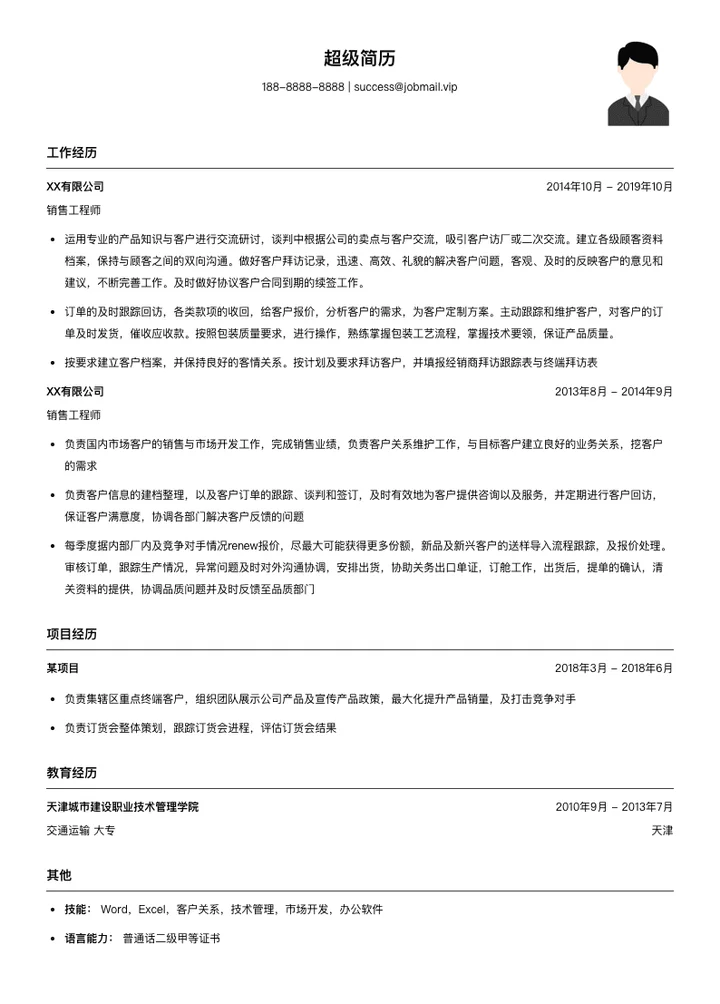 超级简历
188-8888-8888 | success@jobmail.vip
工作经历
XX有限公司 2014年10月 – 2019年10月
销售工程师
• 运用专业的产品知识与客户进行交流研讨，谈判中根据公司的卖点与客户交流，吸引客户访厂或二次交流。建立各级顾客资料
档案，保持与顾客之间的双向沟通。做好客户拜访记录，迅速、高效、礼貌的解决客户问题，客观、及时的反映客户的意见和
建议，不断完善工作。及时做好协议客户合同到期的续签工作。
• 订单的及时跟踪回访，各类款项的收回，给客户报价，分析客户的需求，为客户定制方案。主动跟踪和维护客户，对客户的订
单及时发货，催收应收款。按照包装质量要求，进行操作，熟练掌握包装工艺流程，掌握技术要领，保证产品质量。
• 按要求建立客户档案，并保持良好的客情关系。按计划及要求拜访客户，并填报经销商拜访跟踪表与终端拜访表
XX有限公司 2013年8月 – 2014年9月
销售工程师
• 负责国内市场客户的销售与市场开发工作，完成销售业绩，负责客户关系维护工作，与目标客户建立良好的业务关系，挖客户
的需求
• 负责客户信息的建档整理，以及客户订单的跟踪、谈判和签订，及时有效地为客户提供咨询以及服务，并定期进行客户回访，
保证客户满意度，协调各部门解决客户反馈的问题
• 每季度据内部厂内及竞争对手情况renew报价，尽最大可能获得更多份额，新品及新兴客户的送样导入流程跟踪，及报价处理。
审核订单，跟踪生产情况，异常问题及时对外沟通协调，安排出货，协助关务出口单证，订舱工作，出货后，提单的确认，清
关资料的提供，协调品质问题并及时反馈至品质部门
项目经历
某项目 2018年3月 – 2018年6月
• 负责集辖区重点终端客户，组织团队展示公司产品及宣传产品政策，最大化提升产品销量，及打击竞争对手
• 负责订货会整体策划，跟踪订货会进程，评估订货会结果
教育经历
天津城市建设职业技术管理学院 2010年9月 – 2013年7月
交通运输 大专 天津
其他
• 技能： Word，Excel，客户关系，技术管理，市场开发，办公软件
• 语言能力： 普通话二级甲等证书